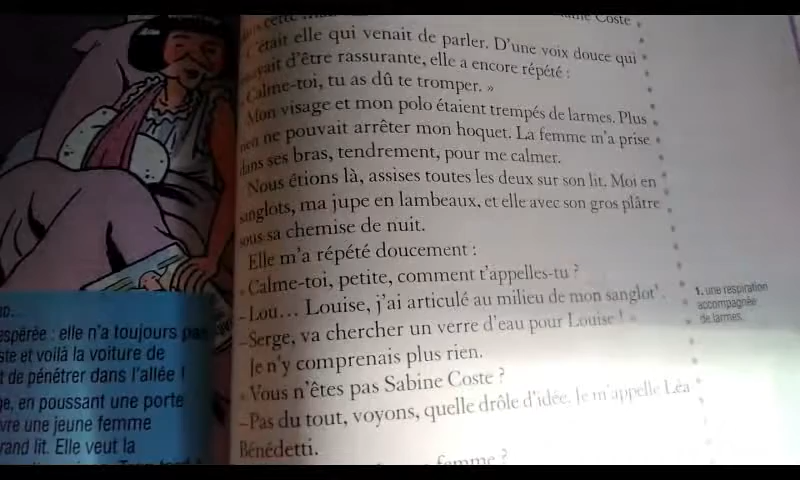 Coste
C'était elle qui venait de parler. D'une voix douce qui
d'être rassurante, elle a encore répété :
Calme-toi, tu as dû te tromper. »
Mon visage et mon polo étaient trempés de larmes. Plus
ne pouvait arrêter mon hoquet. La femme m'a prise
dans ses bras, tendrement, pour me calmer.
Nous étions là, assises toutes les deux sur son lit. Moi en
sanglots, ma jupe en lambeaux, et elle avec son gros plâtre
sous sa chemise de nuit.
Elle m'a répété doucement :
« Calme-toi, petite, comment t'appelles-tu ?
–Lou… Louise, j'ai articulé au milieu de mon sanglot¹.
–Serge, va chercher un verre d'eau pour Louise ! »
Je n'y comprenais plus rien.
« Vous n'êtes pas Sabine Coste ?
–Pas du tout, voyons, quelle drôle d'idée. Je m'appelle Léa
Bénédetti.
femme ?
1. une respiration
accompagnée
de larmes.
espérée : elle n'a toujours pas
et voilà la voiture de
t de pénétrer dans l'allée !
en poussant une porte
une jeune femme
lit. Elle veut la